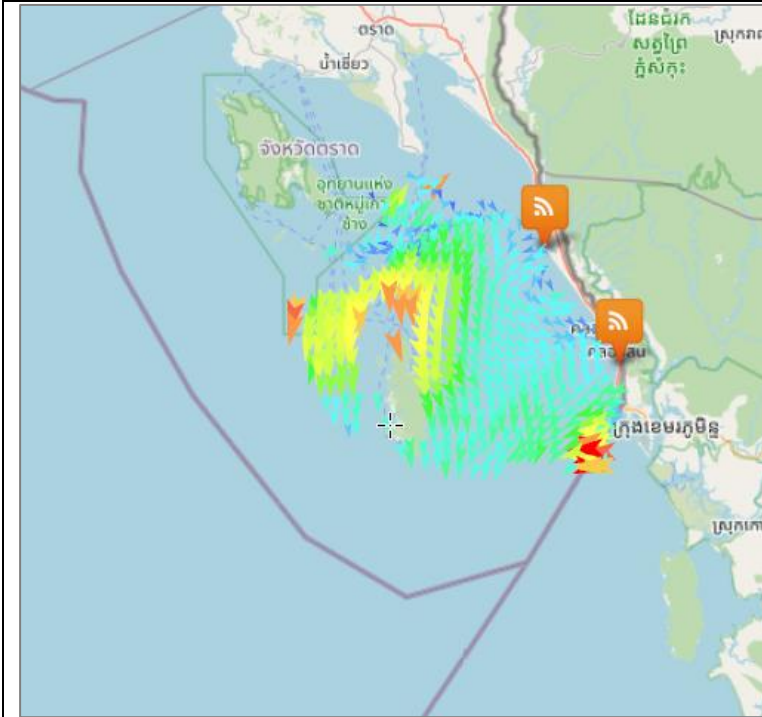 ដែនជំរក
សត្វព្រៃ
ភ្នំសំកុះ
ตราด
น้ำเชี่ยว
จังหวัดตราด
อุทยานแห่ง
ชาติหมู่เกาะ
ช้าง
ក្រុងខេមរភូមិន្ទ